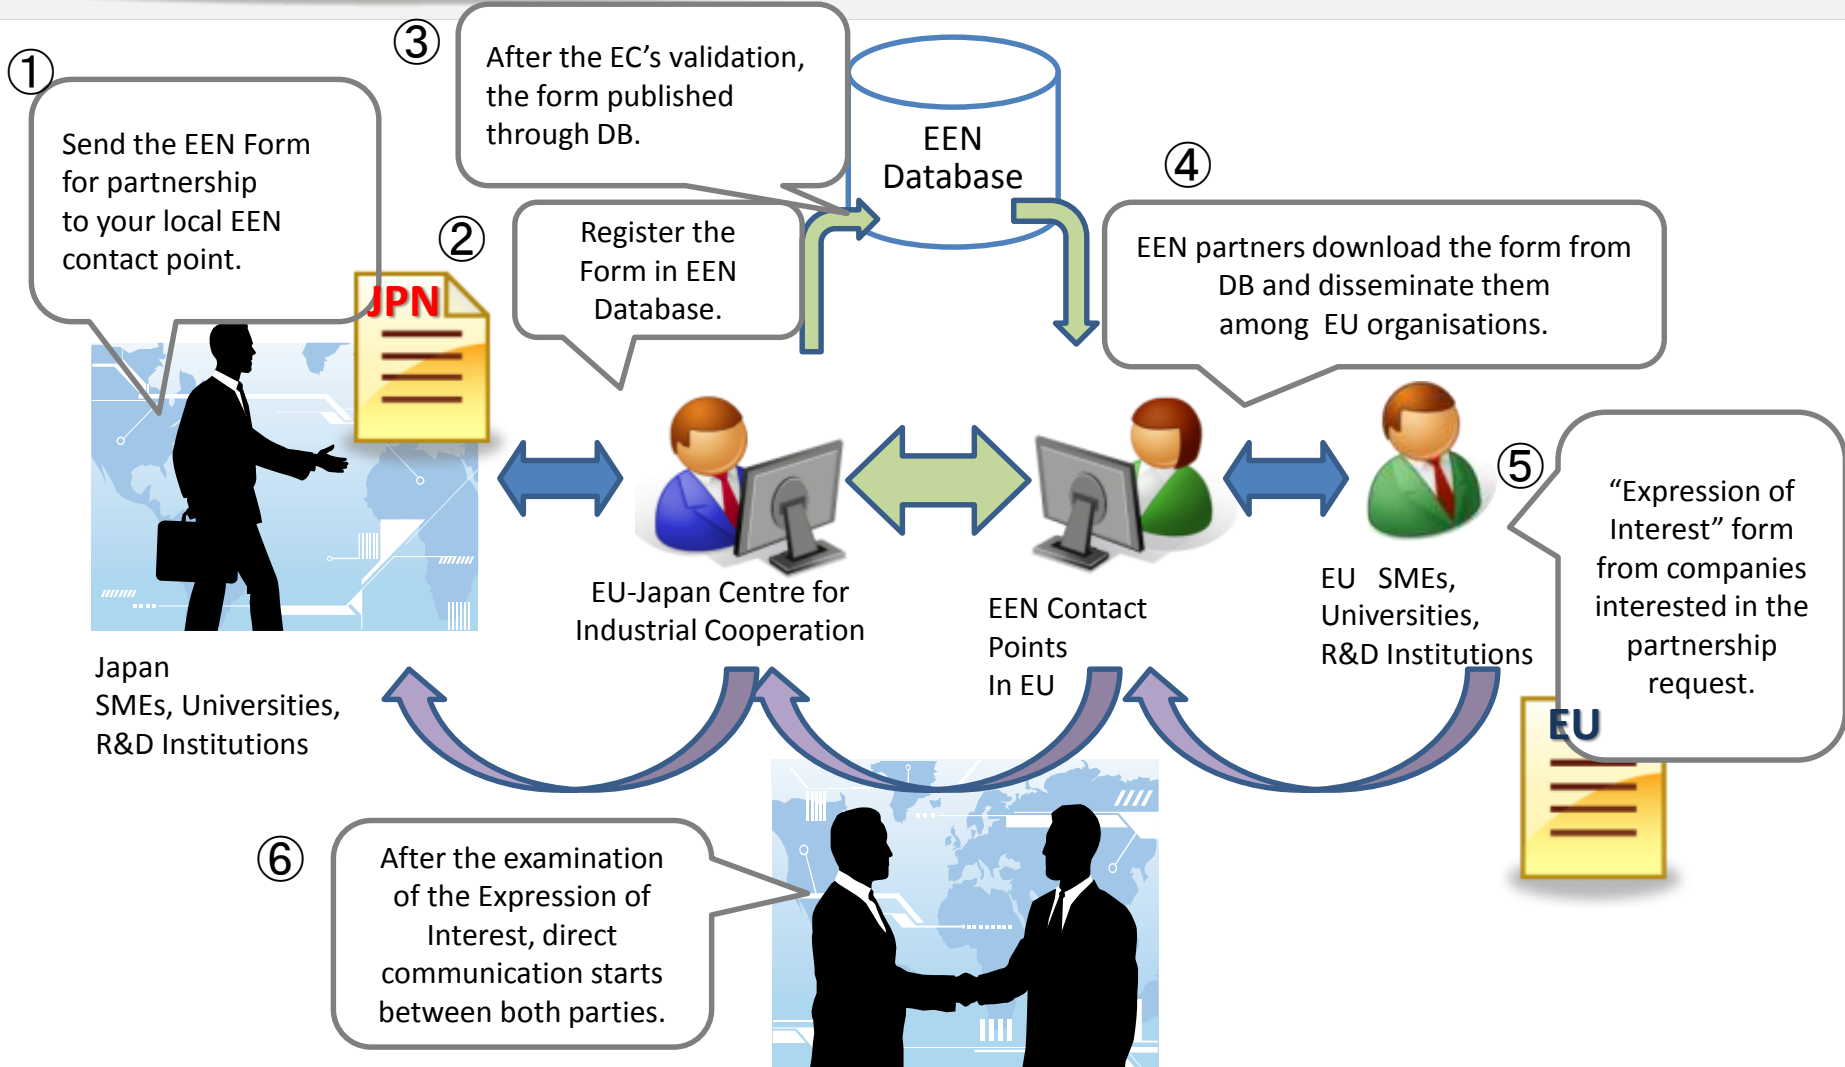 ①
Send the EEN Form
for partnership
to your local EEN
contact point.
JPN
②
Register the
Form in EEN
Database.
③
After the EC’s validation,
the form published
through DB.
EEN
Database
④
EEN partners download the form from
DB and disseminate them
among EU organisations.
⑤
“Expression of
Interest” form
from companies
interested in the
partnership
request.
EU
Japan
SMEs, Universities,
R&D Institutions
EU-Japan Centre for
Industrial Cooperation
EEN Contact
Points
In EU
EU SMEs,
Universities,
R&D Institutions
⑥
After the examination
of the Expression of
Interest, direct
communication starts
between both parties.